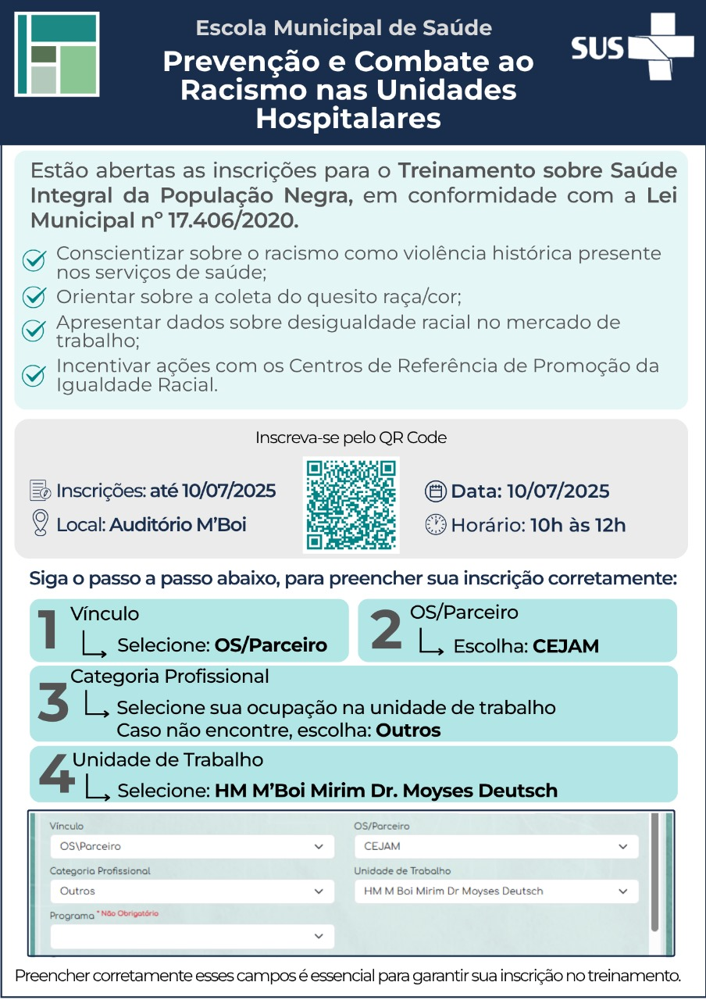 Escola Municipal de Saúde
Prevenção e Combate ao
Racismo nas Unidades
Hospitalares
SUS
Estão abertas as inscrições para o Treinamento sobre Saúde
Integral da População Negra, em conformidade com a Lei
Municipal nº 17.406/2020.
Conscientizar sobre o racismo como violência histórica presente
nos serviços de saúde;
Orientar sobre a coleta do quesito raça/cor;
Apresentar dados sobre desigualdade racial no mercado de
trabalho;
Incentivar ações com os Centros de Referência de Promoção da
Igualdade Racial.
Inscreva-se pelo QR Code
Inscrições: até 10/07/2025
Local: Auditório M'Boi
Data: 10/07/2025
Horário: 10h às 12h
Siga o passo a passo abaixo, para preencher sua inscrição corretamente:
1 Vínculo
Selecione: OS/Parceiro
2 OS/Parceiro
Escolha: CEJAM
3 Categoria Profissional
Selecione sua ocupação na unidade de trabalho
Caso não encontre, escolha: Outros
4 Unidade de Trabalho
Selecione: HM M'Boi Mirim Dr. Moyses Deutsch
Vínculo
OS\Parceiro
OS/Parceiro
CEJAM
Categoria Profissional
Outros
Unidade de Trabalho
HM M Boi Mirim Dr Moyses Deutsch
Programa * Não Obrigatório
Preencher corretamente esses campos é essencial para garantir sua inscrição no treinamento.